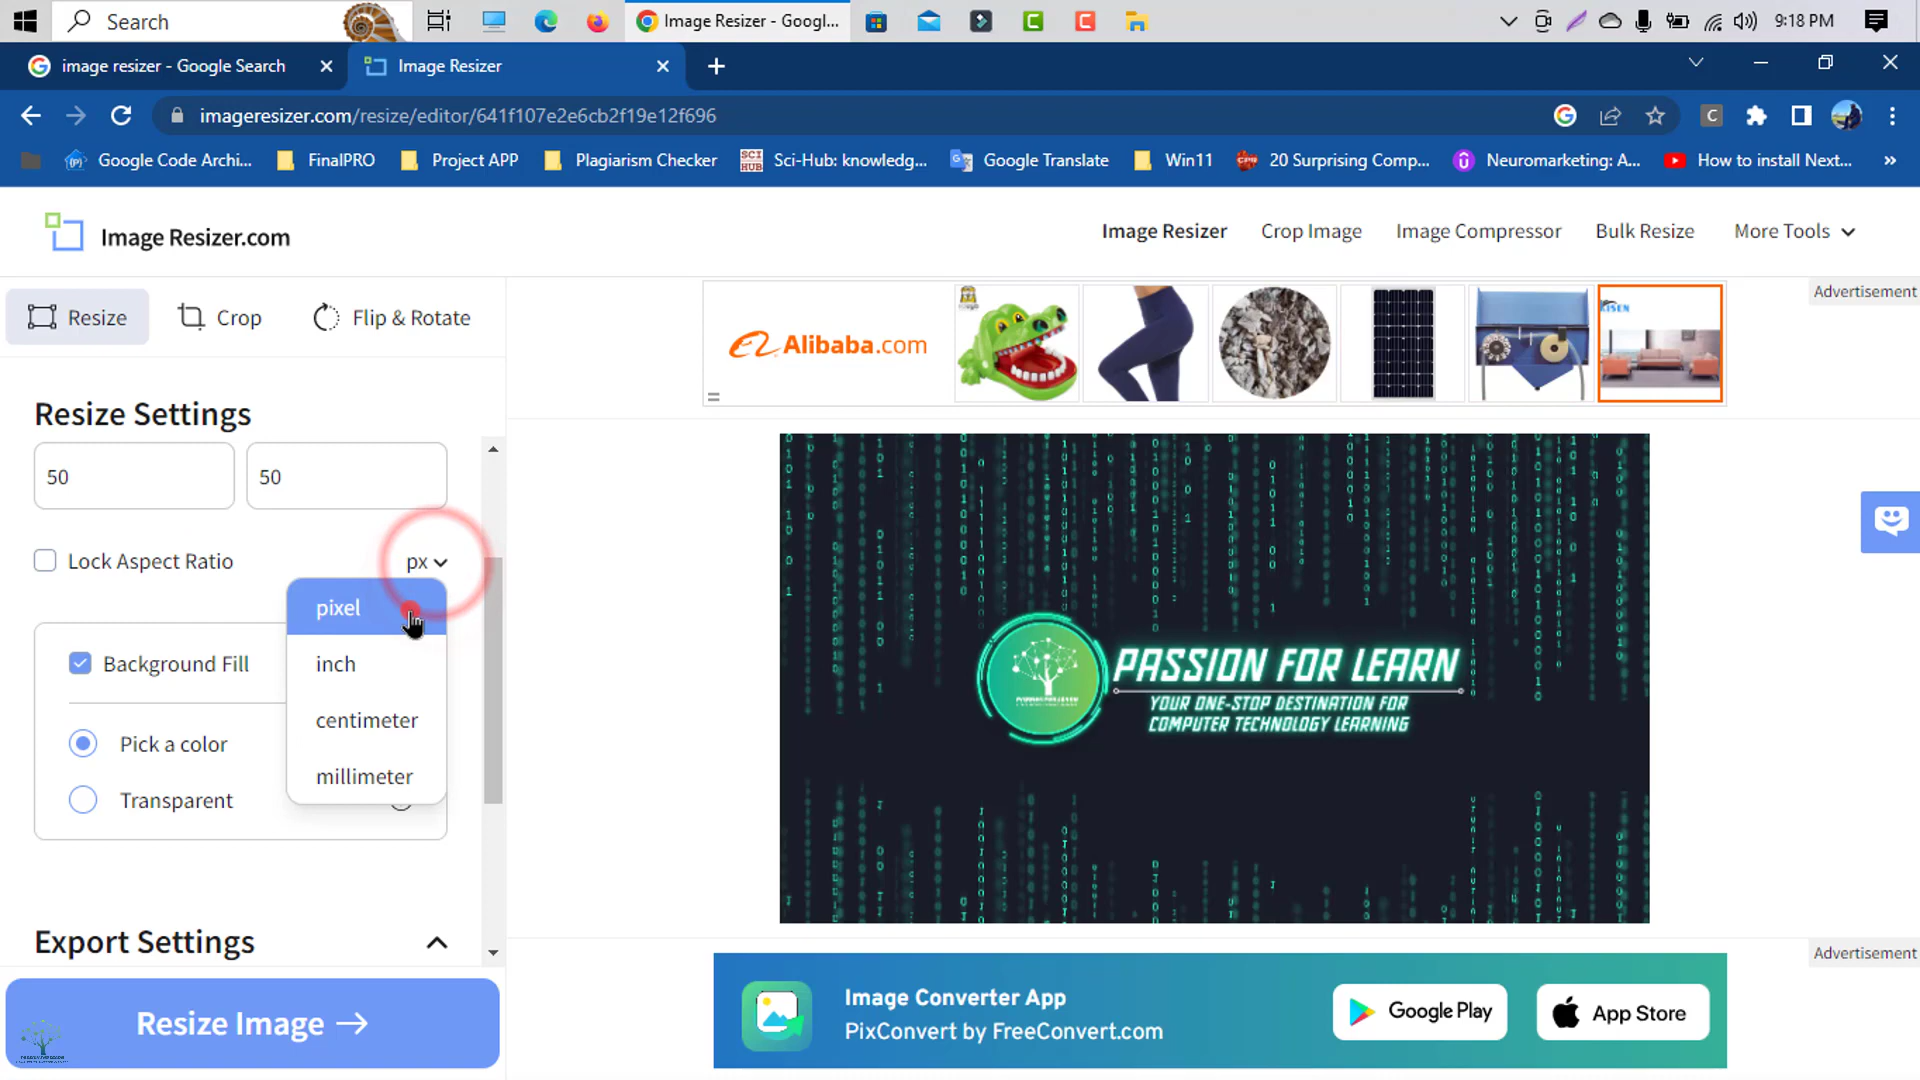 Search
Image Resizer - Googl...
9:18 PM
image resizer - Google Search
Image Resizer
imageresizer.com/resize/editor/641f107e2e6cb2f19e12f696
Google Code Archi...
FinalPRO
Project APP
Plagiarism Checker
SCI HUB
Sci-Hub: knowledg...
Google Translate
Win11
20 Surprising Comp...
Neuromarketing: A...
How to install Next...
Image Resizer.com
Image Resizer
Crop Image
Image Compressor
Bulk Resize
More Tools
Resize
Crop
Flip & Rotate
Alibaba.com
Advertisement
Resize Settings
50
50
Lock Aspect Ratio
px
pixel
inch
centimeter
millimeter
Background Fill
Pick a color
Transparent
PASSION FOR LEARN
YOUR ONE-STOP DESTINATION FOR
COMPUTER TECHNOLOGY LEARNING
Export Settings
Resize Image
Advertisement
Image Converter App
PixConvert by FreeConvert.com
Google Play
App Store